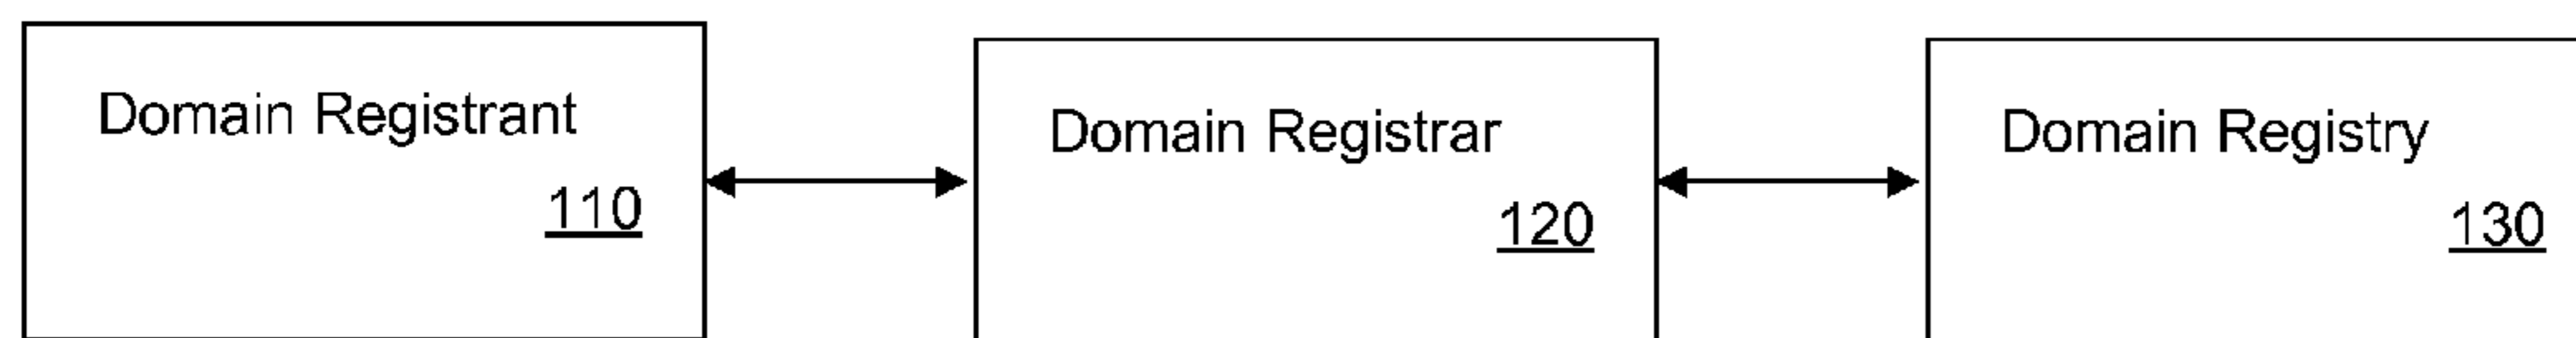 Domain Registrant
110
Domain Registrar
120
Domain Registry
130